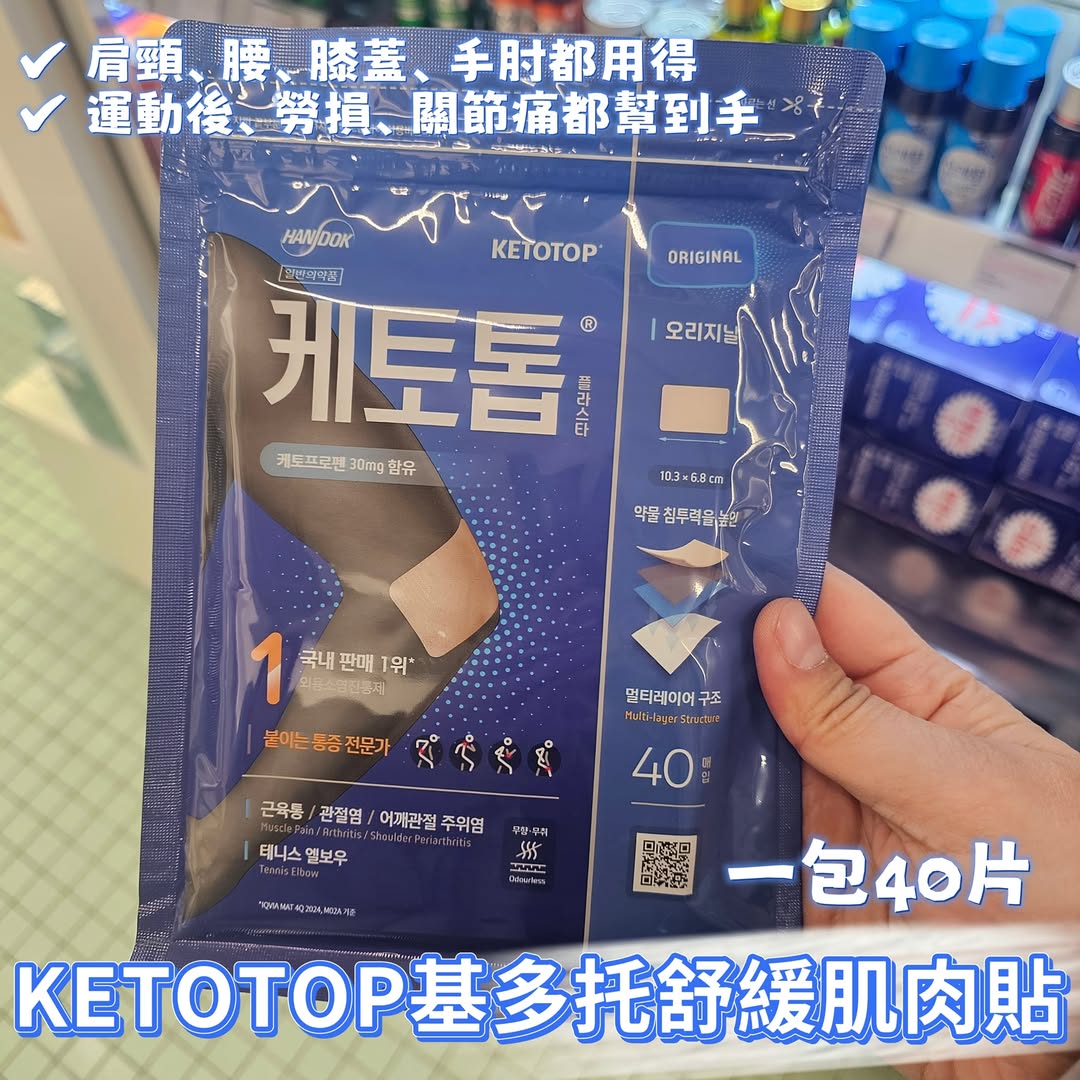 ✓ 肩頸、腰、膝蓋、手肘都用得
✓ 運動後、勞損、關節痛都幫到手
HANDOK
KETOTOP+
ORIGINAL
일반의약품
케토톱®
플라스타
오리지널
케토프로펜 30mg 함유
10.3 × 6.8 cm
약물 침투력을 높인
1 국내 판매 1위*
외용소염진통제
붙이는 통증 전문가
멀티레이어 구조
Multi-layer Structure
40 매입
근육통 / 관절염 / 어깨관절 주위염
Muscle Pain / Arthritis / Shoulder Periarthritis
테니스 엘보우
Tennis Elbow
무향·무취
Odourless
*IQVIA MAT 4Q 2024, M02A 기준
一包40片
KETOTOP基多托舒緩肌肉貼